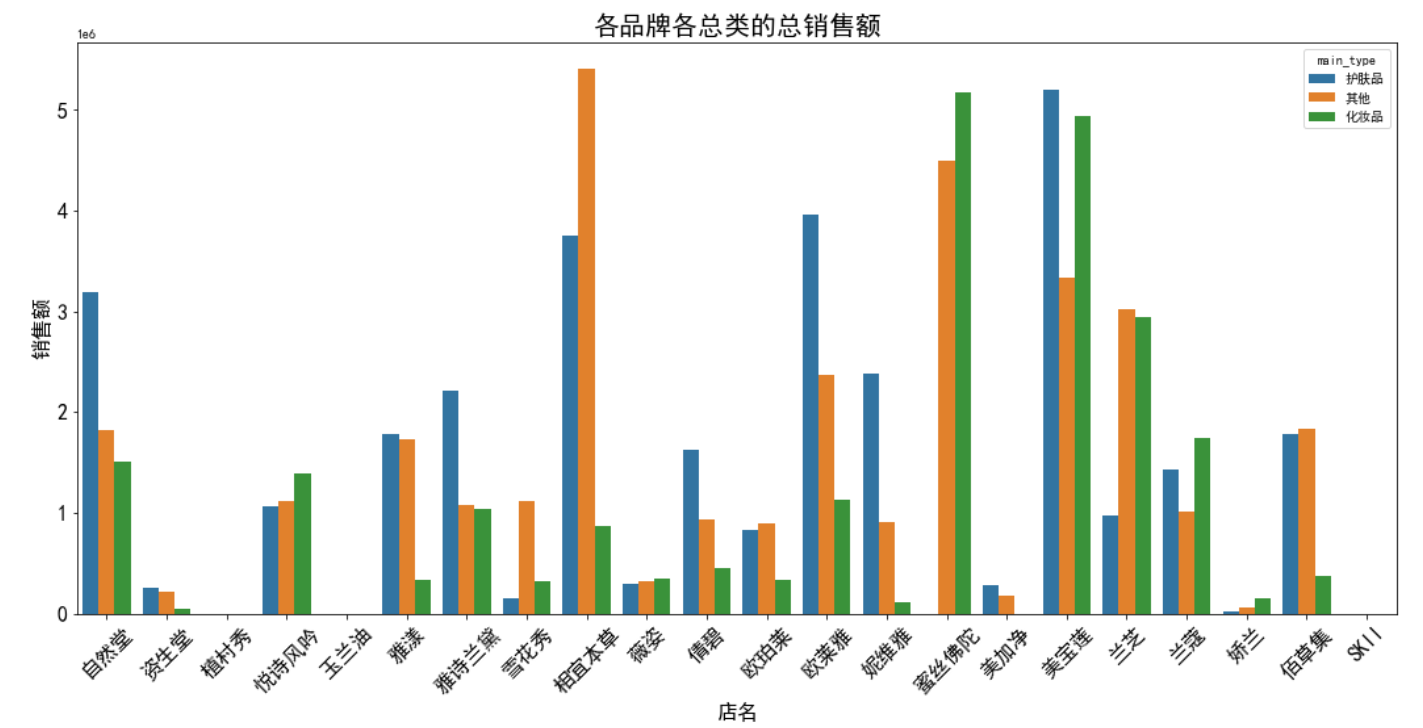 各品牌各总类的总销售额
1e6
main_type
护肤品
其他
化妆品
销售额
5
4
3
2
1
0
自然堂
资生堂
植村秀
悦诗风吟
玉兰油
雅漾
雅诗兰黛
雪花秀
相宜本草
薇姿
倩碧
欧珀莱
欧莱雅
妮维雅
蜜丝佛陀
美加净
美宝莲
兰芝
兰蔻
娇兰
佰草集
SKII
店名